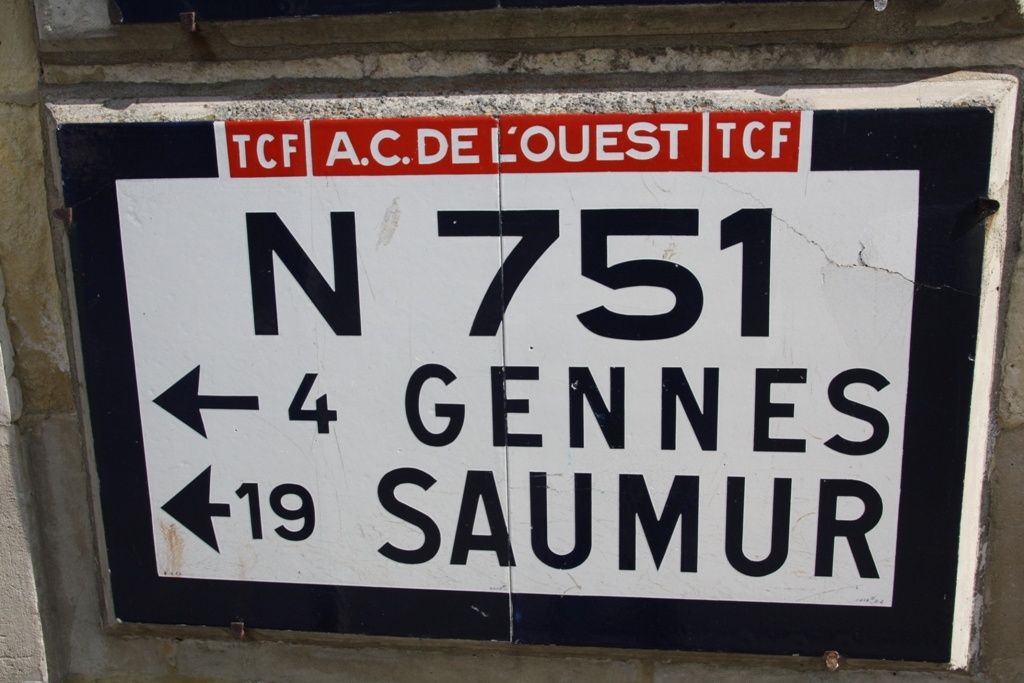 TCF A.C.DE L'OUEST TCF
N 751
← 4 GENNES
← 19 SAUMUR